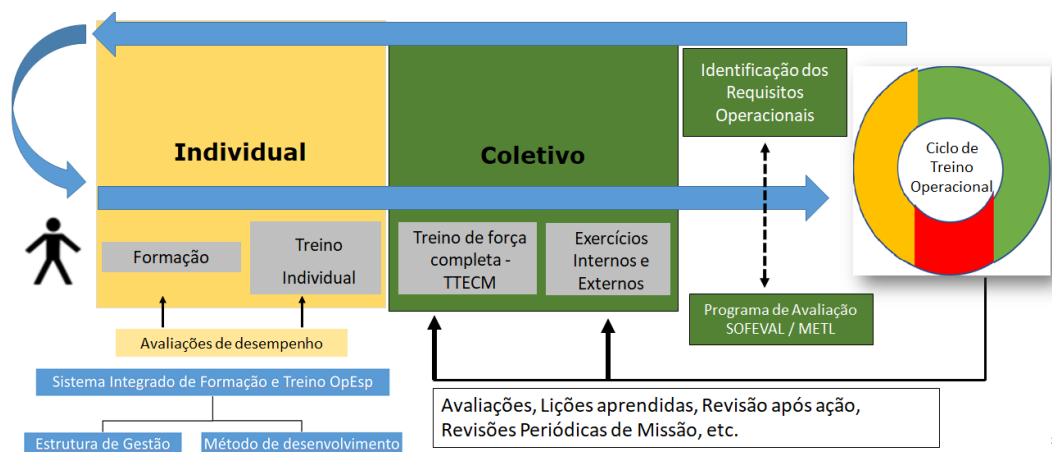 Individual
Coletivo
Identificação dos
Requisitos
Operacionais
Ciclo de
Treino
Operacional
Formação
Treino
Individual
Treino de força
completa -
TTECM
Exercícios
Internos e
Externos
Programa de Avaliação
SOFEVAL / METL
Avaliações de desempenho
Sistema Integrado de Formação e Treino OpEsp
Estrutura de Gestão
Método de desenvolvimento
Avaliações, Lições aprendidas, Revisão após ação,
Revisões Periódicas de Missão, etc.